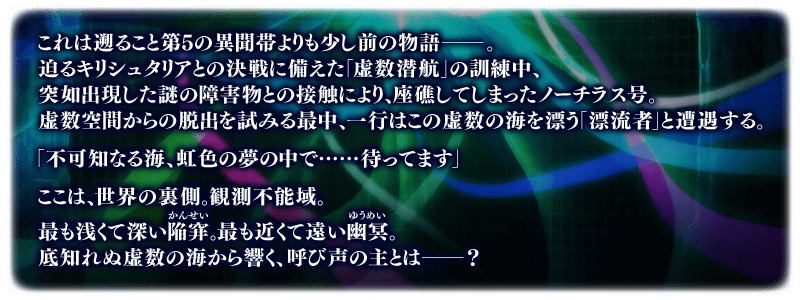 これは遡ること第5の異聞帯よりも少し前の物語――。
迫るキリシュタリアとの決戦に備えた「虚数潜航」の訓練中、
突如出現した謎の障害物との接触により、座礁してしまったノーチラス号。
虚数空間からの脱出を試みる最中、一行はこの虚数の海を漂う「漂流者」と遭遇する。
「不可知なる海、虹色の夢の中で……待ってます」
ここは、世界の裏側。観測不能域。
かんせい ゆうめい
最も浅くて深い陥穽。最も近くて遠い幽冥。
底知れぬ虚数の海から響く、呼び声の主とは――？